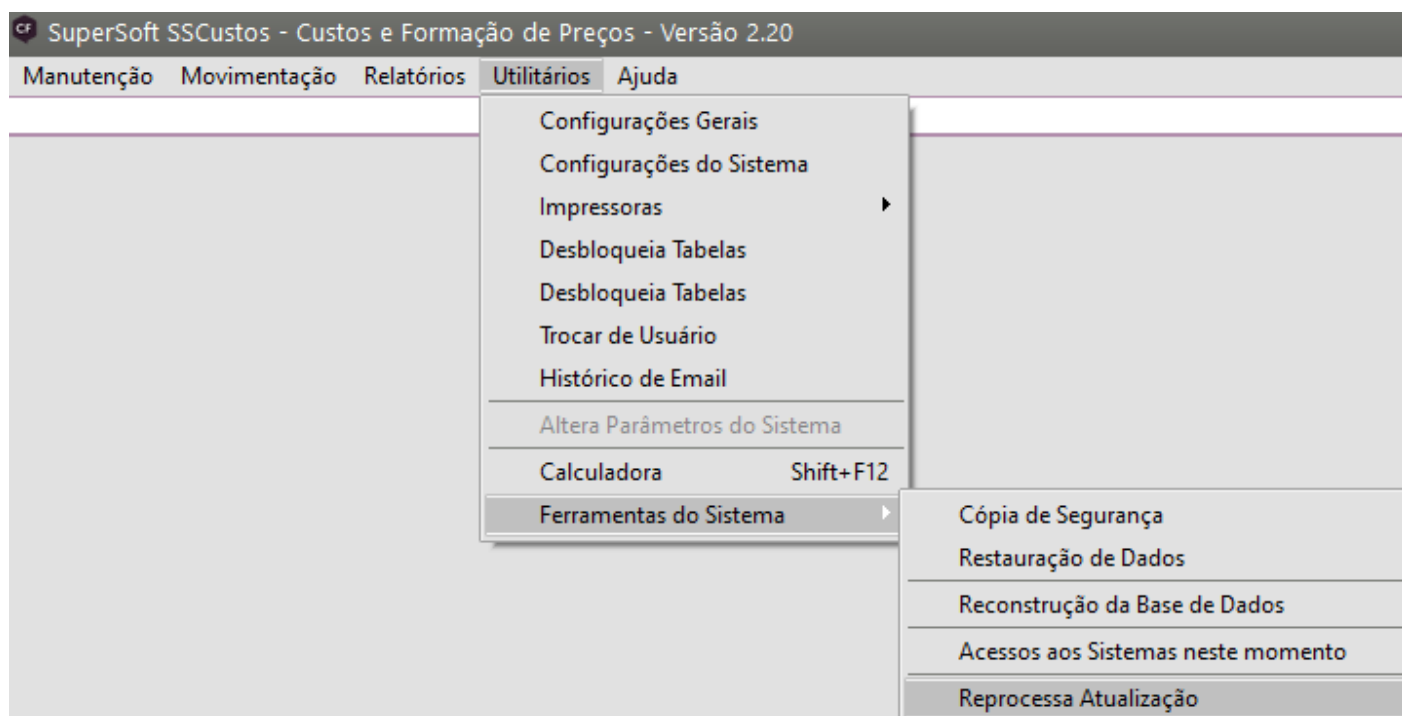 SuperSoft SSCustos - Custos e Formação de Preços - Versão 2.20
Manutenção Movimentação Relatórios Utilitários Ajuda
Configurações Gerais
Configurações do Sistema
Impressoras
Desbloqueia Tabelas
Desbloqueia Tabelas
Trocar de Usuário
Histórico de Email
Altera Parâmetros do Sistema
Calculadora Shift+F12
Ferramentas do Sistema
Cópia de Segurança
Restauração de Dados
Reconstrução da Base de Dados
Acessos aos Sistemas neste momento
Reprocessa Atualização